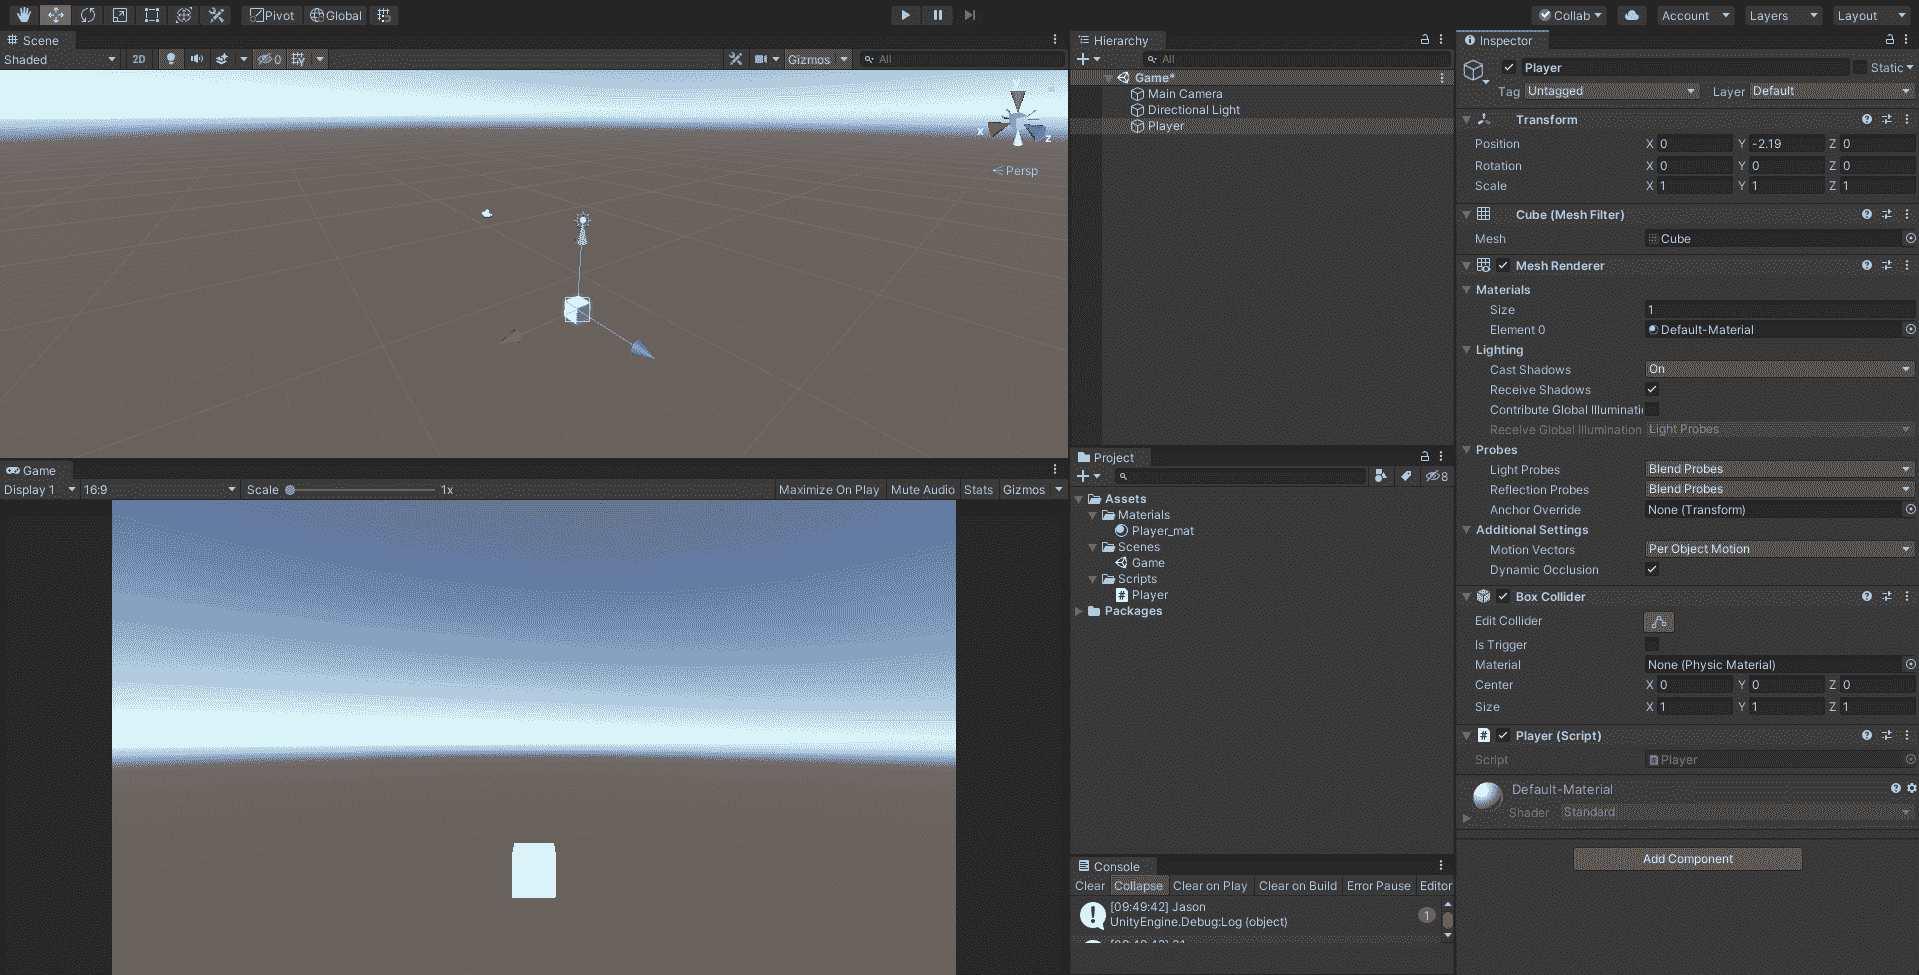 Pivot Global Collab Account Layers Layout
Scene
Shaded 2D 0 Gizmos All
Y
X
Z
Persp
Game
Display 1 16:9 Scale 1x Maximize On Play Mute Audio Stats Gizmos
Hierarchy
All
Game*
Main Camera
Directional Light
Player
Project
8
Assets
Materials
Player_mat
Scenes
Game
Scripts
Player
Packages
Console
Clear Collapse Clear on Play Clear on Build Error Pause Editor
[09:49:42] Jason
UnityEngine.Debug:Log (object)
1
Inspector
Player Static
Tag Untagged Layer Default
Transform
Position X 0 Y -2.19 Z 0
Rotation X 0 Y 0 Z 0
Scale X 1 Y 1 Z 1
Cube (Mesh Filter)
Mesh Cube
Mesh Renderer
Materials
Size 1
Element 0 Default-Material
Lighting
Cast Shadows On
Receive Shadows
Contribute Global Illuminati
Receive Global Illumination Light Probes
Probes
Light Probes Blend Probes
Reflection Probes Blend Probes
Anchor Override None (Transform)
Additional Settings
Motion Vectors Per Object Motion
Dynamic Occlusion
Box Collider
Edit Collider
Is Trigger
Material None (Physic Material)
Center X 0 Y 0 Z 0
Size X 1 Y 1 Z 1
Player (Script)
Script Player
Default-Material
Shader Standard
Add Component